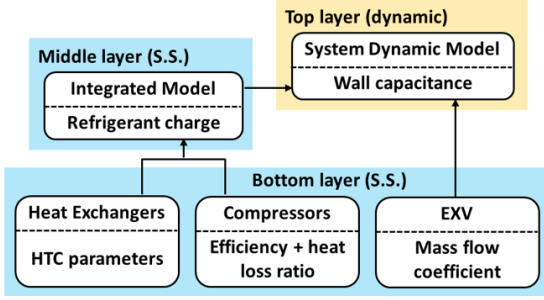 Top layer (dynamic)
System Dynamic Model
Wall capacitance
Middle layer (S.S.)
Integrated Model
Refrigerant charge
Bottom layer (S.S.)
Heat Exchangers
HTC parameters
Compressors
Efficiency + heat
loss ratio
EXV
Mass flow
coefficient